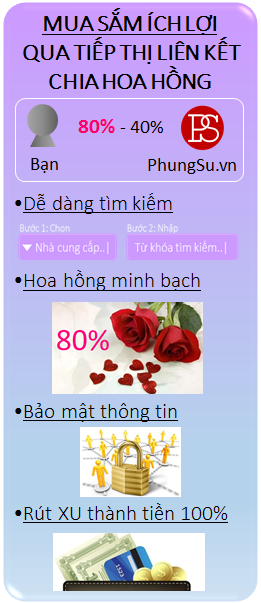 MUA SẮM ÍCH LỢI
QUA TIẾP THỊ LIÊN KẾT
CHIA HOA HỒNG
80% - 40%
PS
Bạn
PhungSu.vn
•Dễ dàng tìm kiếm
Bước 1: Chọn
Bước 2: Nhập
Nhà cung cấp..|
Từ khóa tìm kiếm..|
•Hoa hồng minh bạch
80%
•Bảo mật thông tin
•Rút XU thành tiền 100%
1523